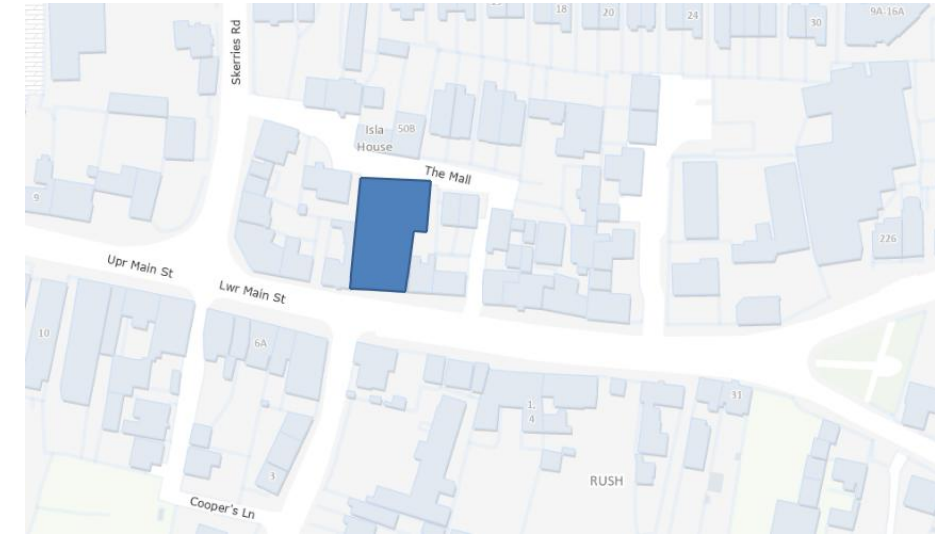 18
20
24
30
9A-16A
Skerries Rd
Isla
House
50B
The Mall
9
226
Upr Main St
Lwr Main St
10
6A
1,
4
31
3
RUSH
Cooper's Ln